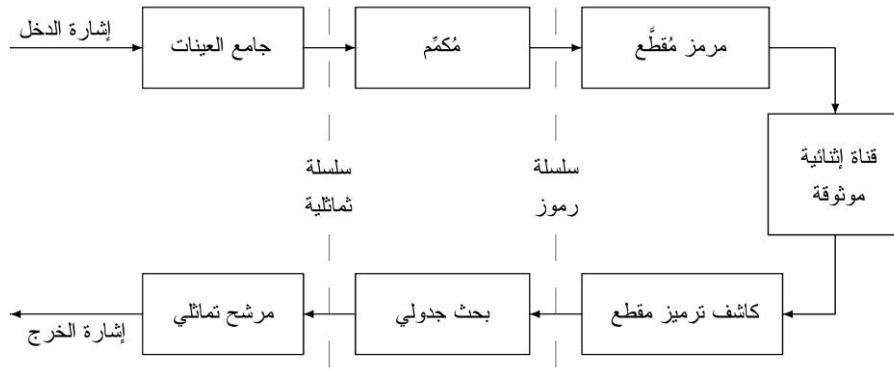 إشارة الدخل
جامع العينات
مُكمِّم
مرمز مُقطَّع
قناة إثنائية
موثوقة
سلسلة
ثماثلية
سلسلة
رموز
كاشف ترميز مقطع
بحث جدولي
مرشح تماثلي
إشارة الخرج